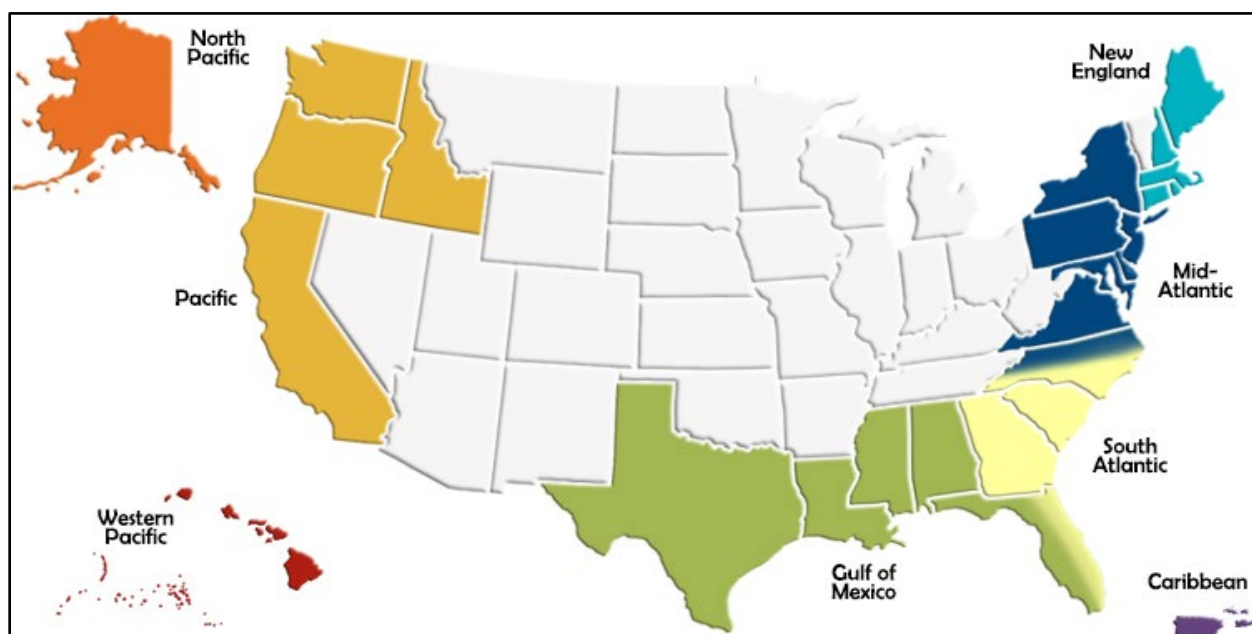 North
Pacific
New
England
Pacific
Mid-
Atlantic
South
Atlantic
Western
Pacific
Gulf of
Mexico
Caribbean